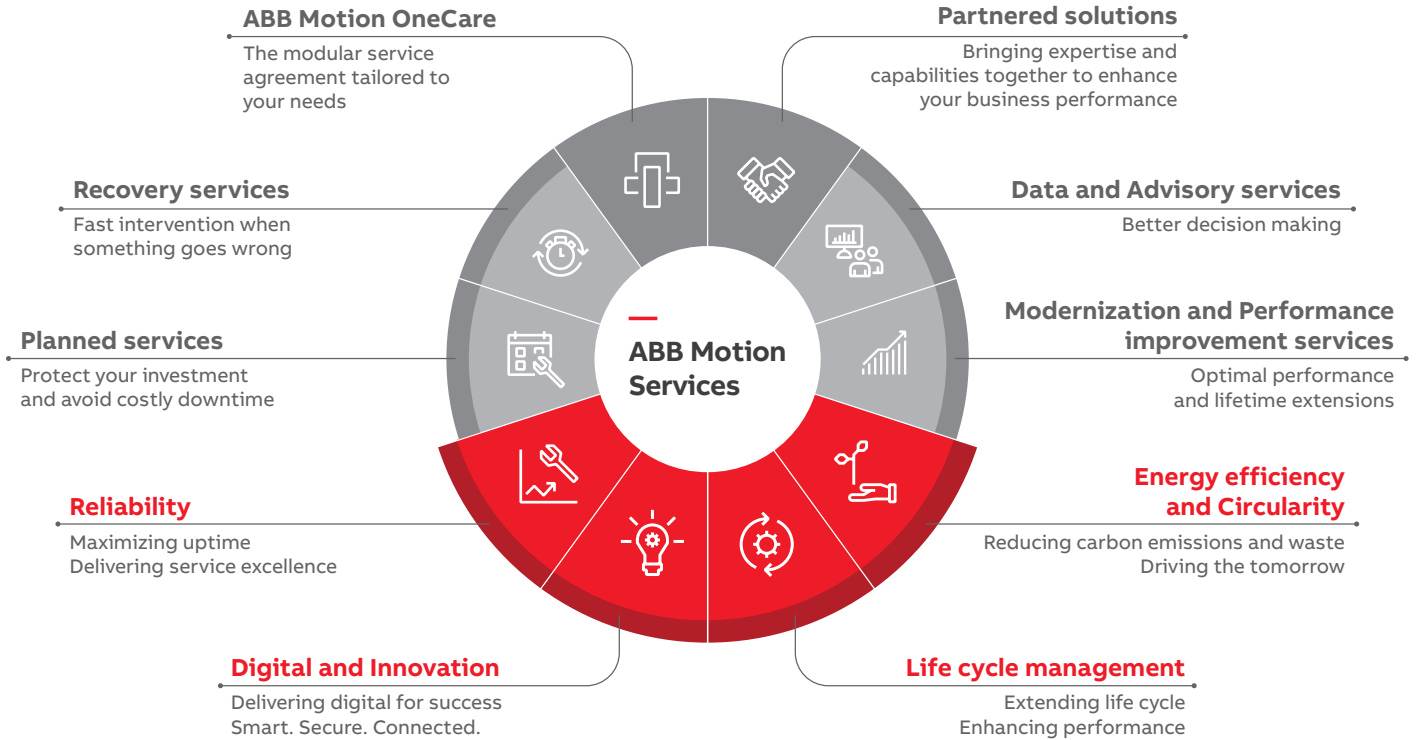 ABB Motion OneCare
The modular service
agreement tailored to
your needs
Partnered solutions
Bringing expertise and
capabilities together to enhance
your business performance
Recovery services
Fast intervention when
something goes wrong
Data and Advisory services
Better decision making
Planned services
Protect your investment
and avoid costly downtime
ABB Motion
Services
Modernization and Performance
improvement services
Optimal performance
and lifetime extensions
Reliability
Maximizing uptime
Delivering service excellence
Energy efficiency
and Circularity
Reducing carbon emissions and waste
Driving the tomorrow
Digital and Innovation
Delivering digital for success
Smart. Secure. Connected.
Life cycle management
Extending life cycle
Enhancing performance